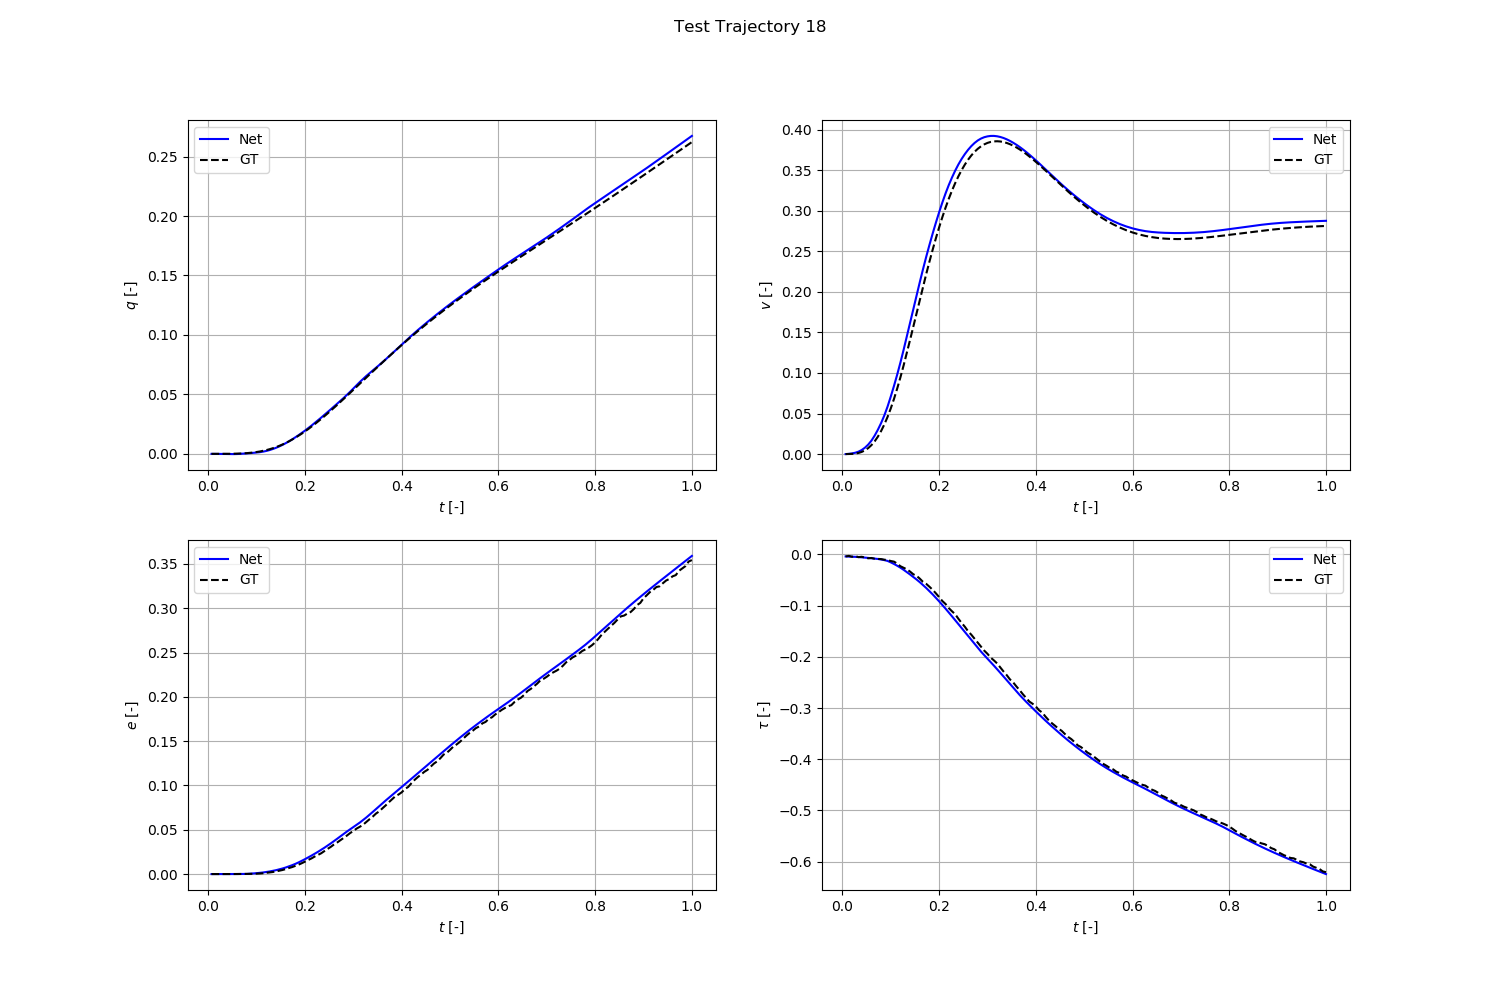 Test Trajectory 18
Net
GT
0.25
0.20
0.15
0.10
0.05
0.00
q [-]
0.0 0.2 0.4 0.6 0.8 1.0
t [-]
Net
GT
0.40
0.35
0.30
0.25
0.20
0.15
0.10
0.05
0.00
v [-]
0.0 0.2 0.4 0.6 0.8 1.0
t [-]
Net
GT
0.35
0.30
0.25
0.20
0.15
0.10
0.05
0.00
e [-]
0.0 0.2 0.4 0.6 0.8 1.0
t [-]
Net
GT
0.0
−0.1
−0.2
−0.3
−0.4
−0.5
−0.6
τ [-]
0.0 0.2 0.4 0.6 0.8 1.0
t [-]